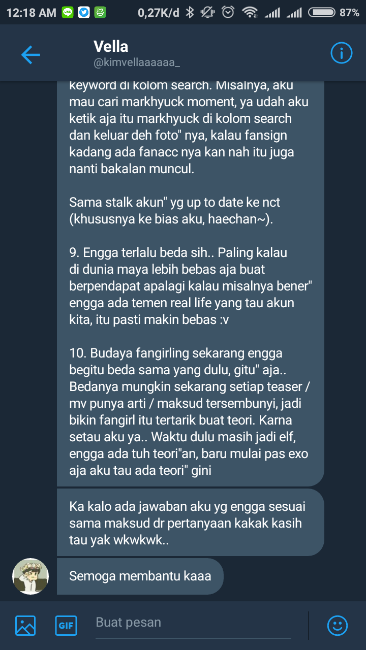 12:18 AM
0,27K/d
87%
Vella
@kimvellaaaaaa_
keyword di kolom search. Misalnya, aku
mau cari markhyuck moment, ya udah aku
ketik aja itu markhyuck di kolom search
dan keluar deh foto" nya, kalau fansign
kadang ada fanacc nya kan nah itu juga
nanti bakalan muncul.
Sama stalk akun" yg up to date ke nct
(khususnya ke bias aku, haechan~).
9. Engga terlalu beda sih.. Paling kalau
di dunia maya lebih bebas aja buat
berpendapat apalagi kalau misalnya bener"
engga ada temen real life yang tau akun
kita, itu pasti makin bebas :v
10. Budaya fangirling sekarang engga
begitu beda sama yang dulu, gitu" aja..
Bedanya mungkin sekarang setiap teaser /
mv punya arti / maksud tersembunyi, jadi
bikin fangirl itu tertarik buat teori. Karna
setau aku ya.. Waktu dulu masih jadi elf,
engga ada tuh teori"an, baru mulai pas exo
aja aku tau ada teori" gini
Ka kalo ada jawaban aku yg engga sesuai
sama maksud dr pertanyaan kakak kasih
tau yak wkwkwk..
Semoga membantu kaaa
GIF
Buat pesan